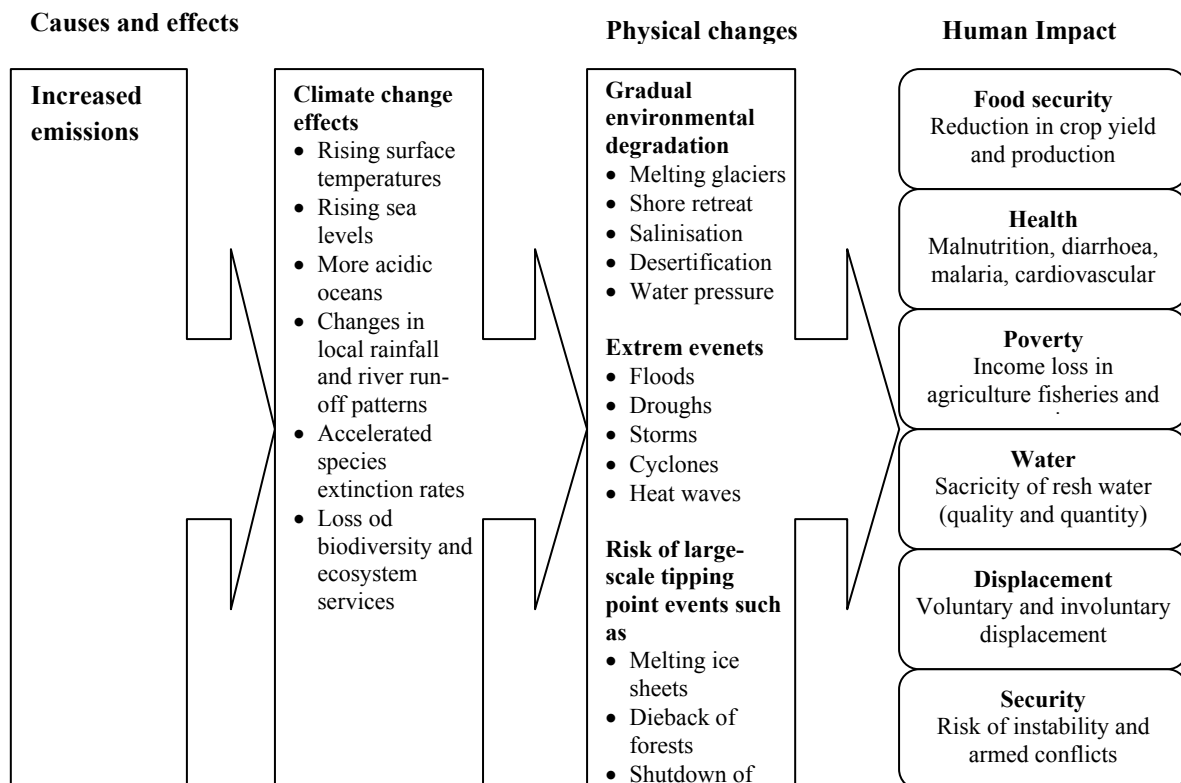 Causes and effects
Physical changes
Human Impact
Increased
emissions
Climate change
effects
• Rising surface
temperatures
• Rising sea
levels
• More acidic
oceans
• Changes in
local rainfall
and river run-
off patterns
• Accelerated
species
extinction rates
• Loss od
biodiversity and
ecosystem
services
Gradual
environmental
degradation
• Melting glaciers
• Shore retreat
• Salinisation
• Desertification
• Water pressure
Extrem evenets
• Floods
• Droughs
• Storms
• Cyclones
• Heat waves
Risk of large-
scale tipping
point events such
as
• Melting ice
sheets
• Dieback of
forests
• Shutdown of
Food security
Reduction in crop yield
and production
Health
Malnutrition, diarrhoea,
malaria, cardiovascular
Poverty
Income loss in
agriculture fisheries and
Water
Sacricity of resh water
(quality and quantity)
Displacement
Voluntary and involuntary
displacement
Security
Risk of instability and
armed conflicts